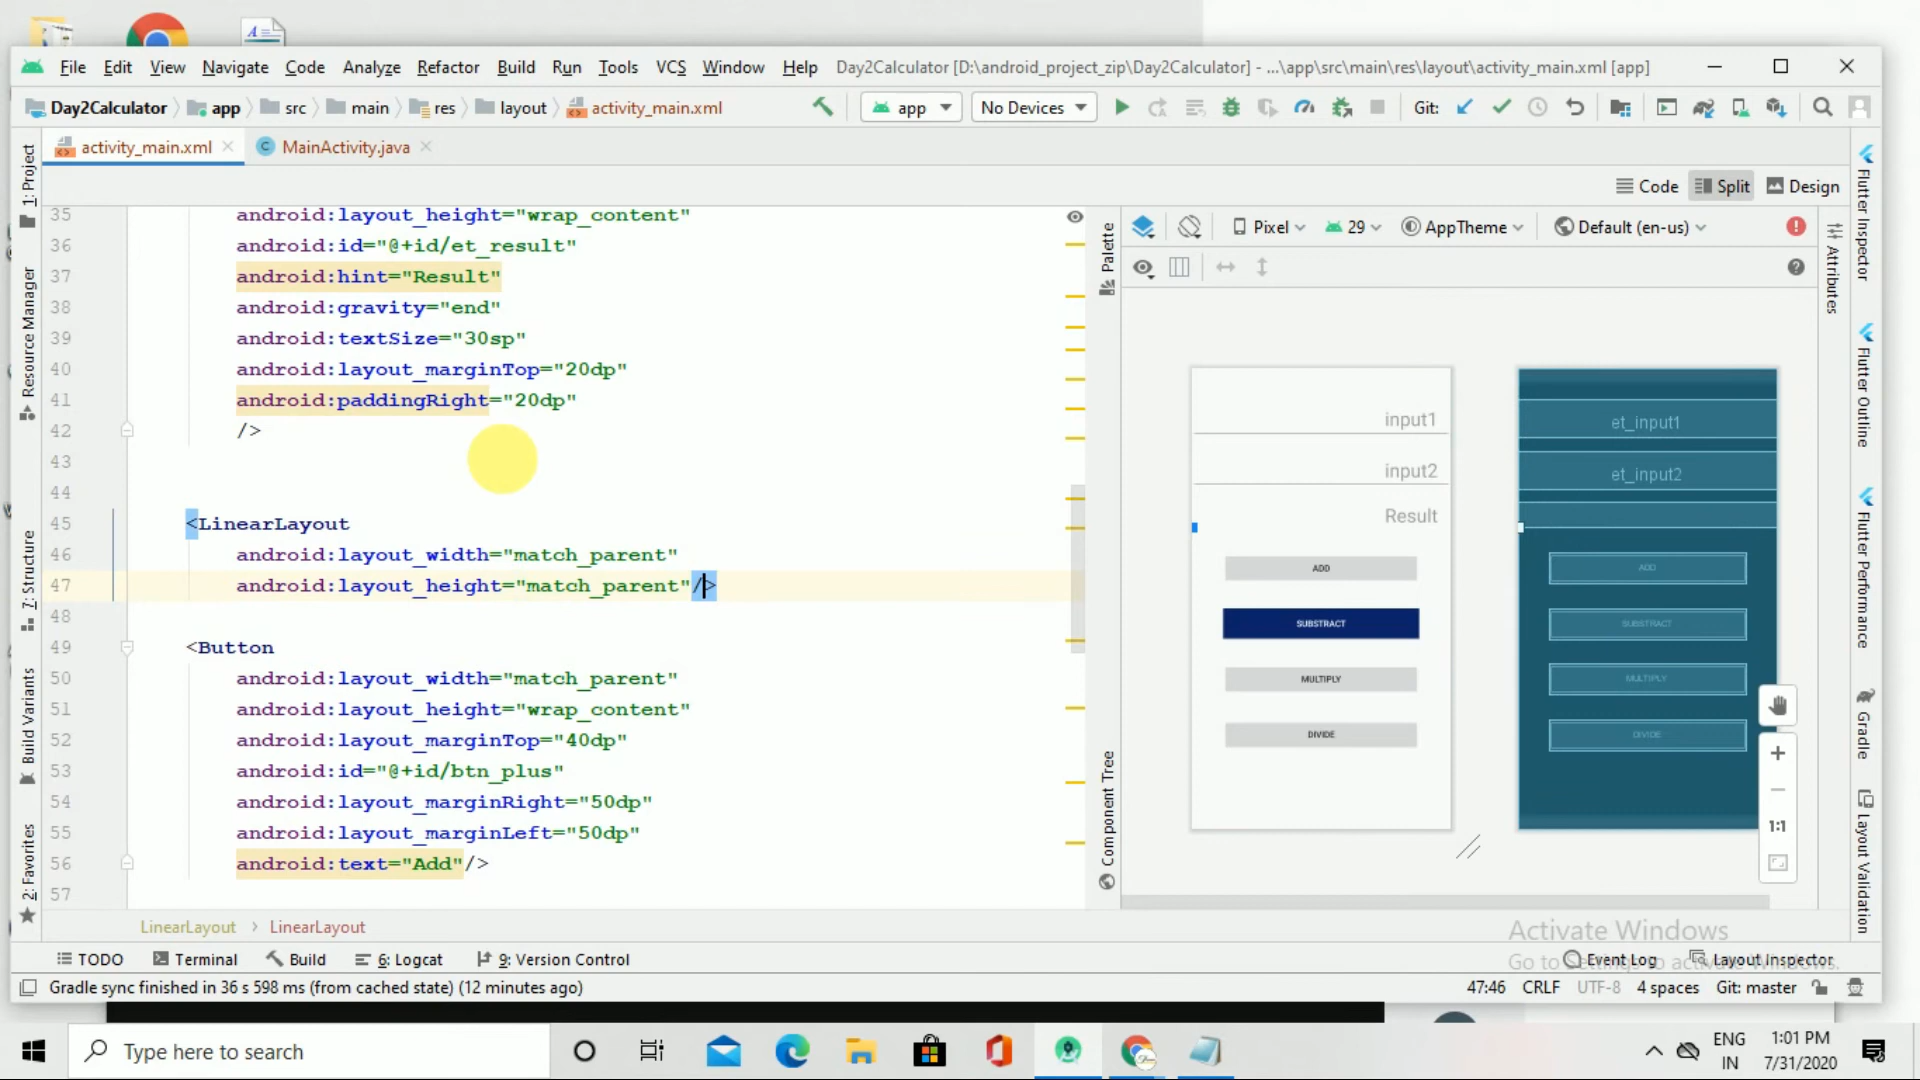 File Edit View Navigate Code Analyze Refactor Build Run Tools VCS Window Help Day2Calculator [D:\android_project_zip\Day2Calculator] - ...\app\src\main\res\layout\activity_main.xml [app]
Day2Calculator app src main res layout activity_main.xml app No Devices Git:
activity_main.xml MainActivity.java
Code Split Design
1: Project
Resource Manager
7: Structure
Build Variants
2: Favorites
35 android:layout_height="wrap_content"
36 android:id="@+id/et_result"
37 android:hint="Result"
38 android:gravity="end"
39 android:textSize="30sp"
40 android:layout_marginTop="20dp"
41 android:paddingRight="20dp"
42 />
43
44
45 <LinearLayout
46 android:layout_width="match_parent"
47 android:layout_height="match_parent"/>
48
49 <Button
50 android:layout_width="match_parent"
51 android:layout_height="wrap_content"
52 android:layout_marginTop="40dp"
53 android:id="@+id/btn_plus"
54 android:layout_marginRight="50dp"
55 android:layout_marginLeft="50dp"
56 android:text="Add"/>
57
LinearLayout > LinearLayout
Palette
Component Tree
Pixel 29 AppTheme Default (en-us)
input1
input2
Result
ADD
SUBSTRACT
MULTIPLY
DIVIDE
et_input1
et_input2
ADD
SUBSTRACT
MULTIPLY
DIVIDE
1:1
Attributes
Flutter Inspector
Flutter Outline
Flutter Performance
Gradle
Layout Validation
Activate Windows
Go to Settings to activate Windows.
TODO Terminal Build 6: Logcat 9: Version Control Event Log Layout Inspector
Gradle sync finished in 36 s 598 ms (from cached state) (12 minutes ago) 47:46 CRLF UTF-8 4 spaces Git: master
Type here to search
ENG
IN
1:01 PM
7/31/2020